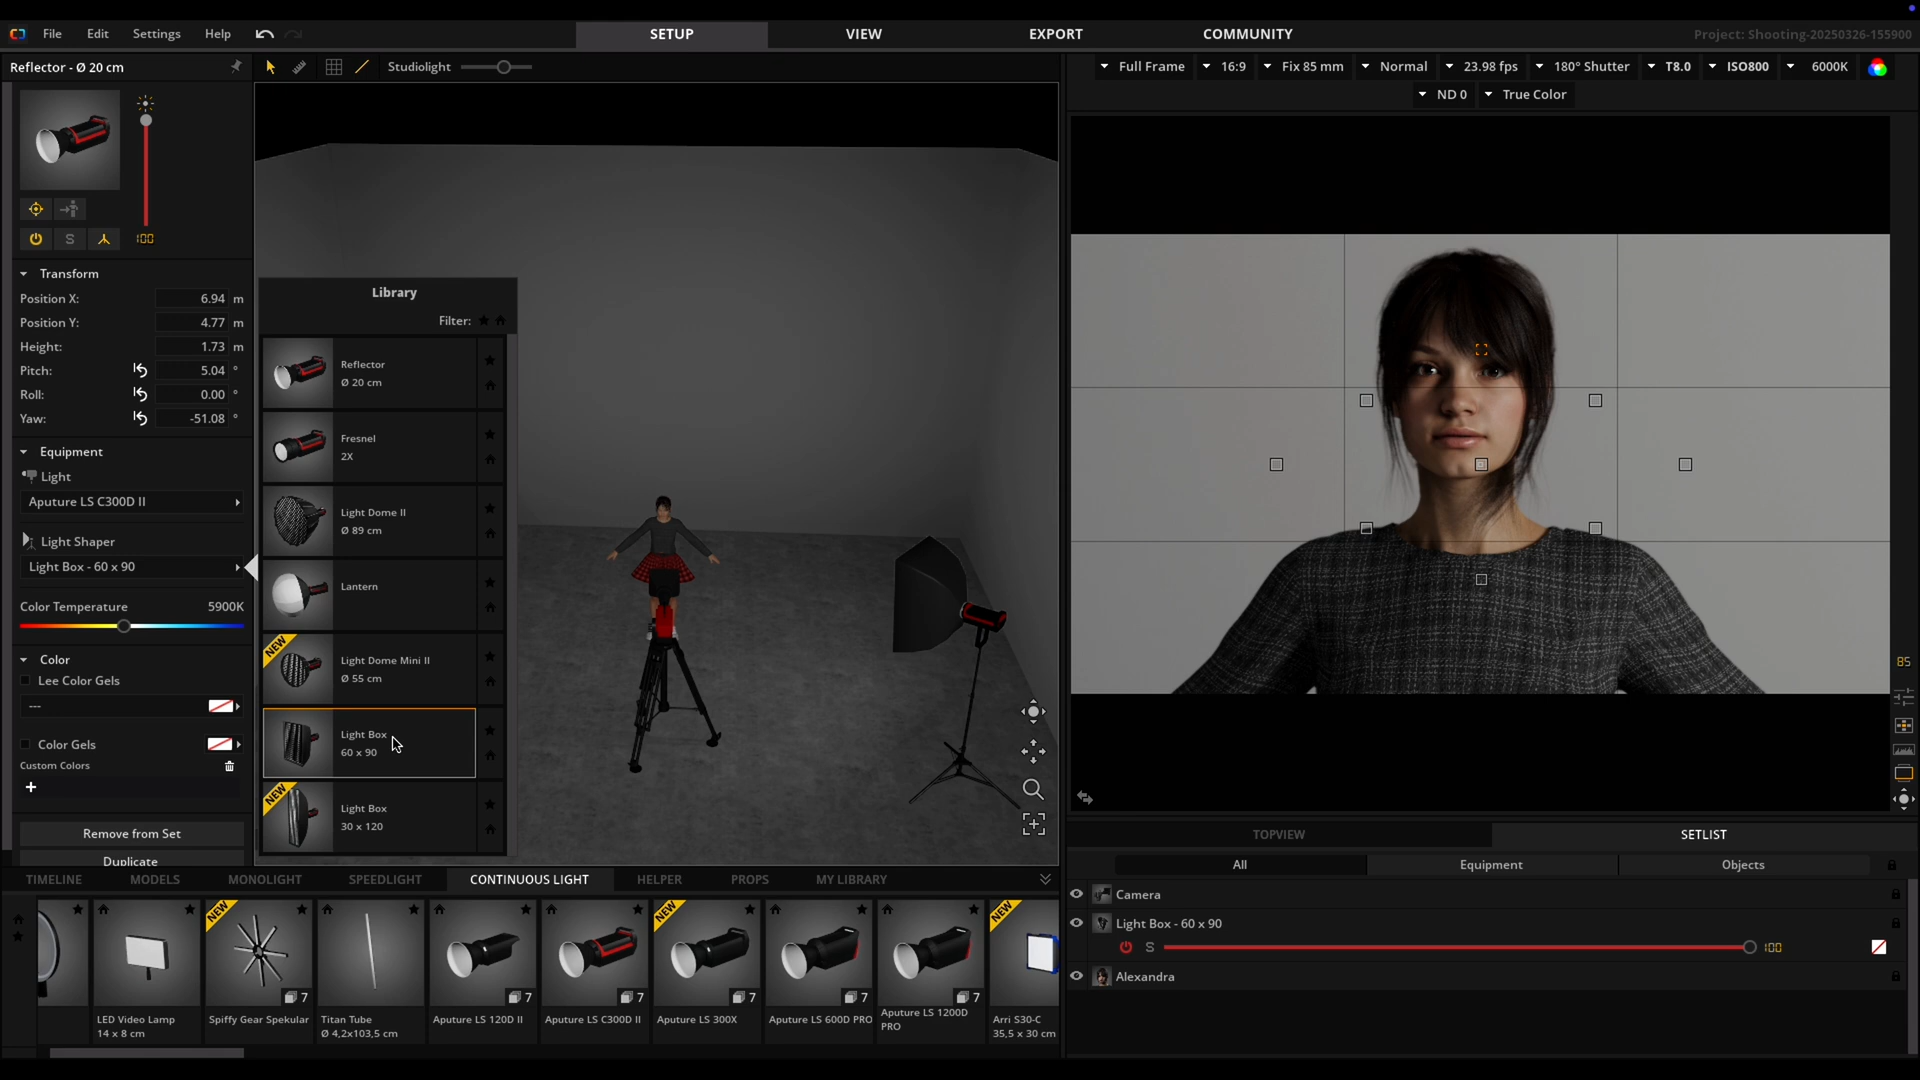 File Edit Settings Help SETUP VIEW EXPORT COMMUNITY Project: Shooting-20250326-155900
Reflector - Ø 20 cm
Studiolight
Full Frame 16:9 Fix 85 mm Normal 23.98 fps 180° Shutter T8.0 ISO800 6000K
ND 0 True Color
S
100
Transform
Position X: 6.94 m
Position Y: 4.77 m
Height: 1.73 m
Pitch: 5.04 °
Roll: 0.00 °
Yaw: -51.08 °
Equipment
Light
Aputure LS C300D II
Light Shaper
Light Box - 60 x 90
Color Temperature 5900K
Color
Lee Color Gels
---
Color Gels
Custom Colors
+
Remove from Set
Duplicate
Library
Filter:
Reflector
Ø 20 cm
Fresnel
2X
Light Dome II
Ø 89 cm
Lantern
NEW
Light Dome Mini II
Ø 55 cm
Light Box
60 x 90
NEW
Light Box
30 x 120
85
TOPVIEW SETLIST
All Equipment Objects
Camera
Light Box - 60 x 90
S 100
Alexandra
TIMELINE MODELS MONOLIGHT SPEEDLIGHT CONTINUOUS LIGHT HELPER PROPS MY LIBRARY
NEW NEW NEW
7 7 7 7 7 7
LED Video Lamp
14 x 8 cm
Spiffy Gear Spekular
Titan Tube
Ø 4,2x103,5 cm
Aputure LS 120D II
Aputure LS C300D II
Aputure LS 300X
Aputure LS 600D PRO
Aputure LS 1200D
PRO
Arri S30-C
35,5 x 30 cm